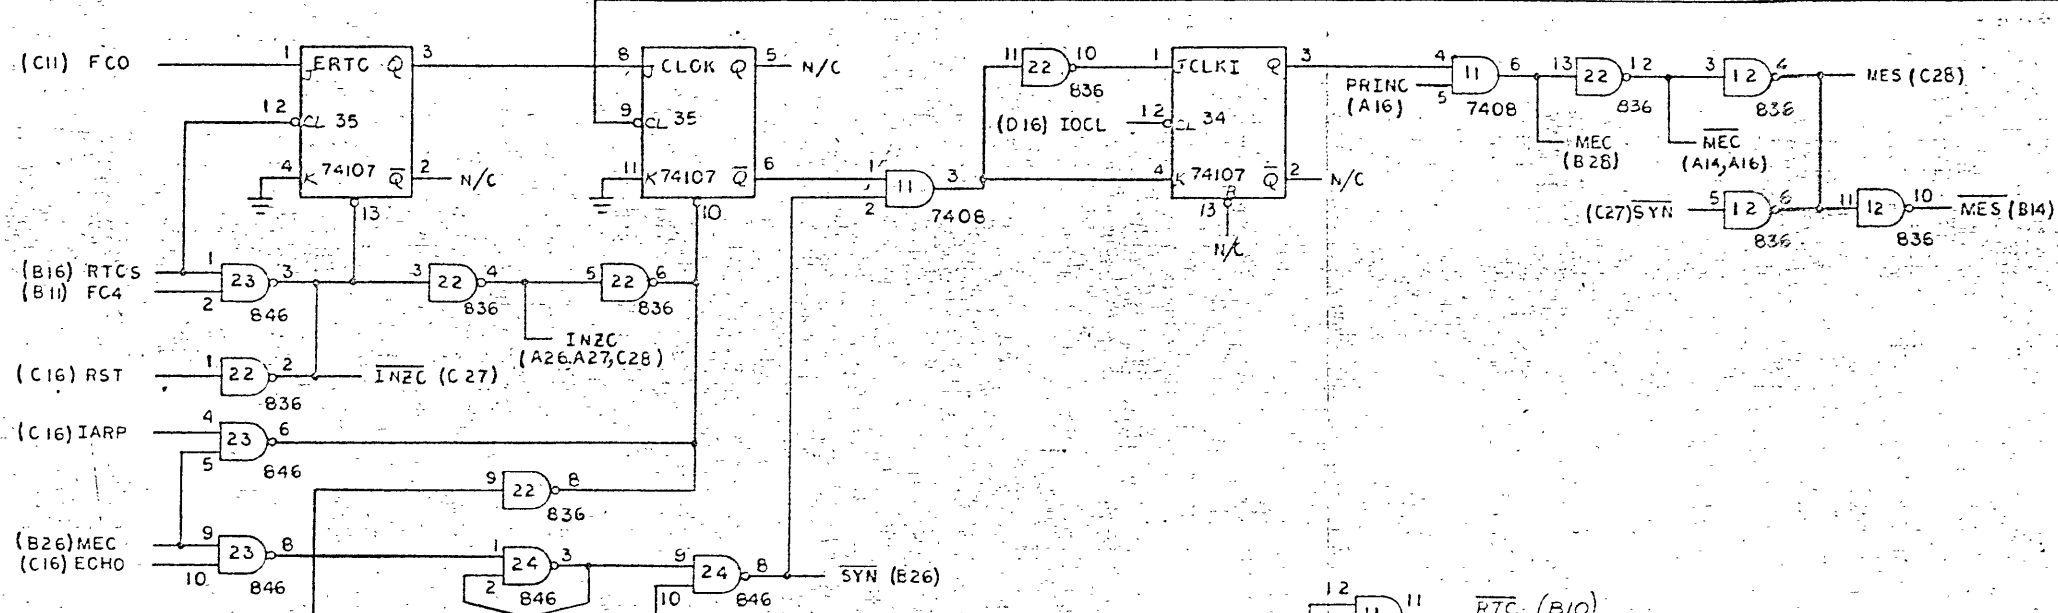 (C11) FC0 1 J ERTC Q 3 8 J CLCK Q 5 N/C 11 22 10 836 1 J CLKI Q 3 4 11 6 13 22 12 3 12 4 MES (C28)
PRINC 5 7408 836 836
(A16)
12 CL 35 9 CL 35 (D16) IOCL 12 CL 34
MEC MEC
(B28) (A14,A16)
4 K 74107 Q 2 N/C 11 K 74107 Q 6 1 11 3 4 K 74107 Q 2 N/C
13 10 2 7408 R 13
N/C
(C27) SYN 5 12 6 11 12 10 MES (B14)
836 836
(B16) RTCS 1 23 3 3 22 4 5 22 6
(B11) FC4 2 846 836 836
INZC
(A26,A27,C28)
(C16) RST 1 22 2 INZC (C27)
836
(C16) IARP 4 23 6
5 846
9 22 8
836
(B26) MEC 9 23 8 1 24 3 9 24 8 SYN (B26)
(C16) ECHO 10 846 2 846 10 846
12 11 11 RTC (B10)